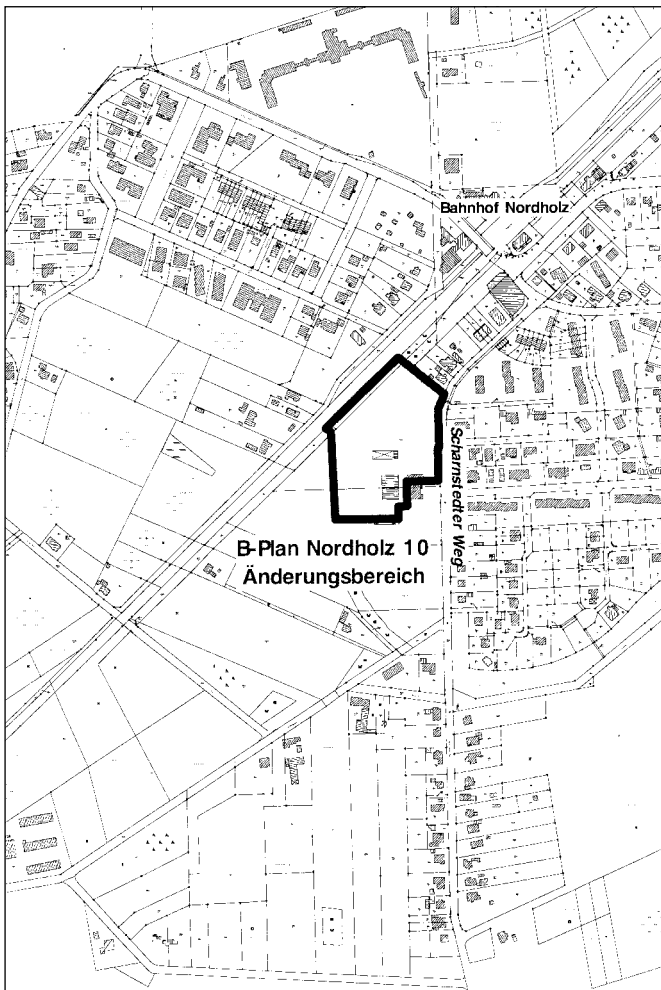 Bahnhof Nordholz
Scharnstedter Weg
B-Plan Nordholz 10
Änderungsbereich